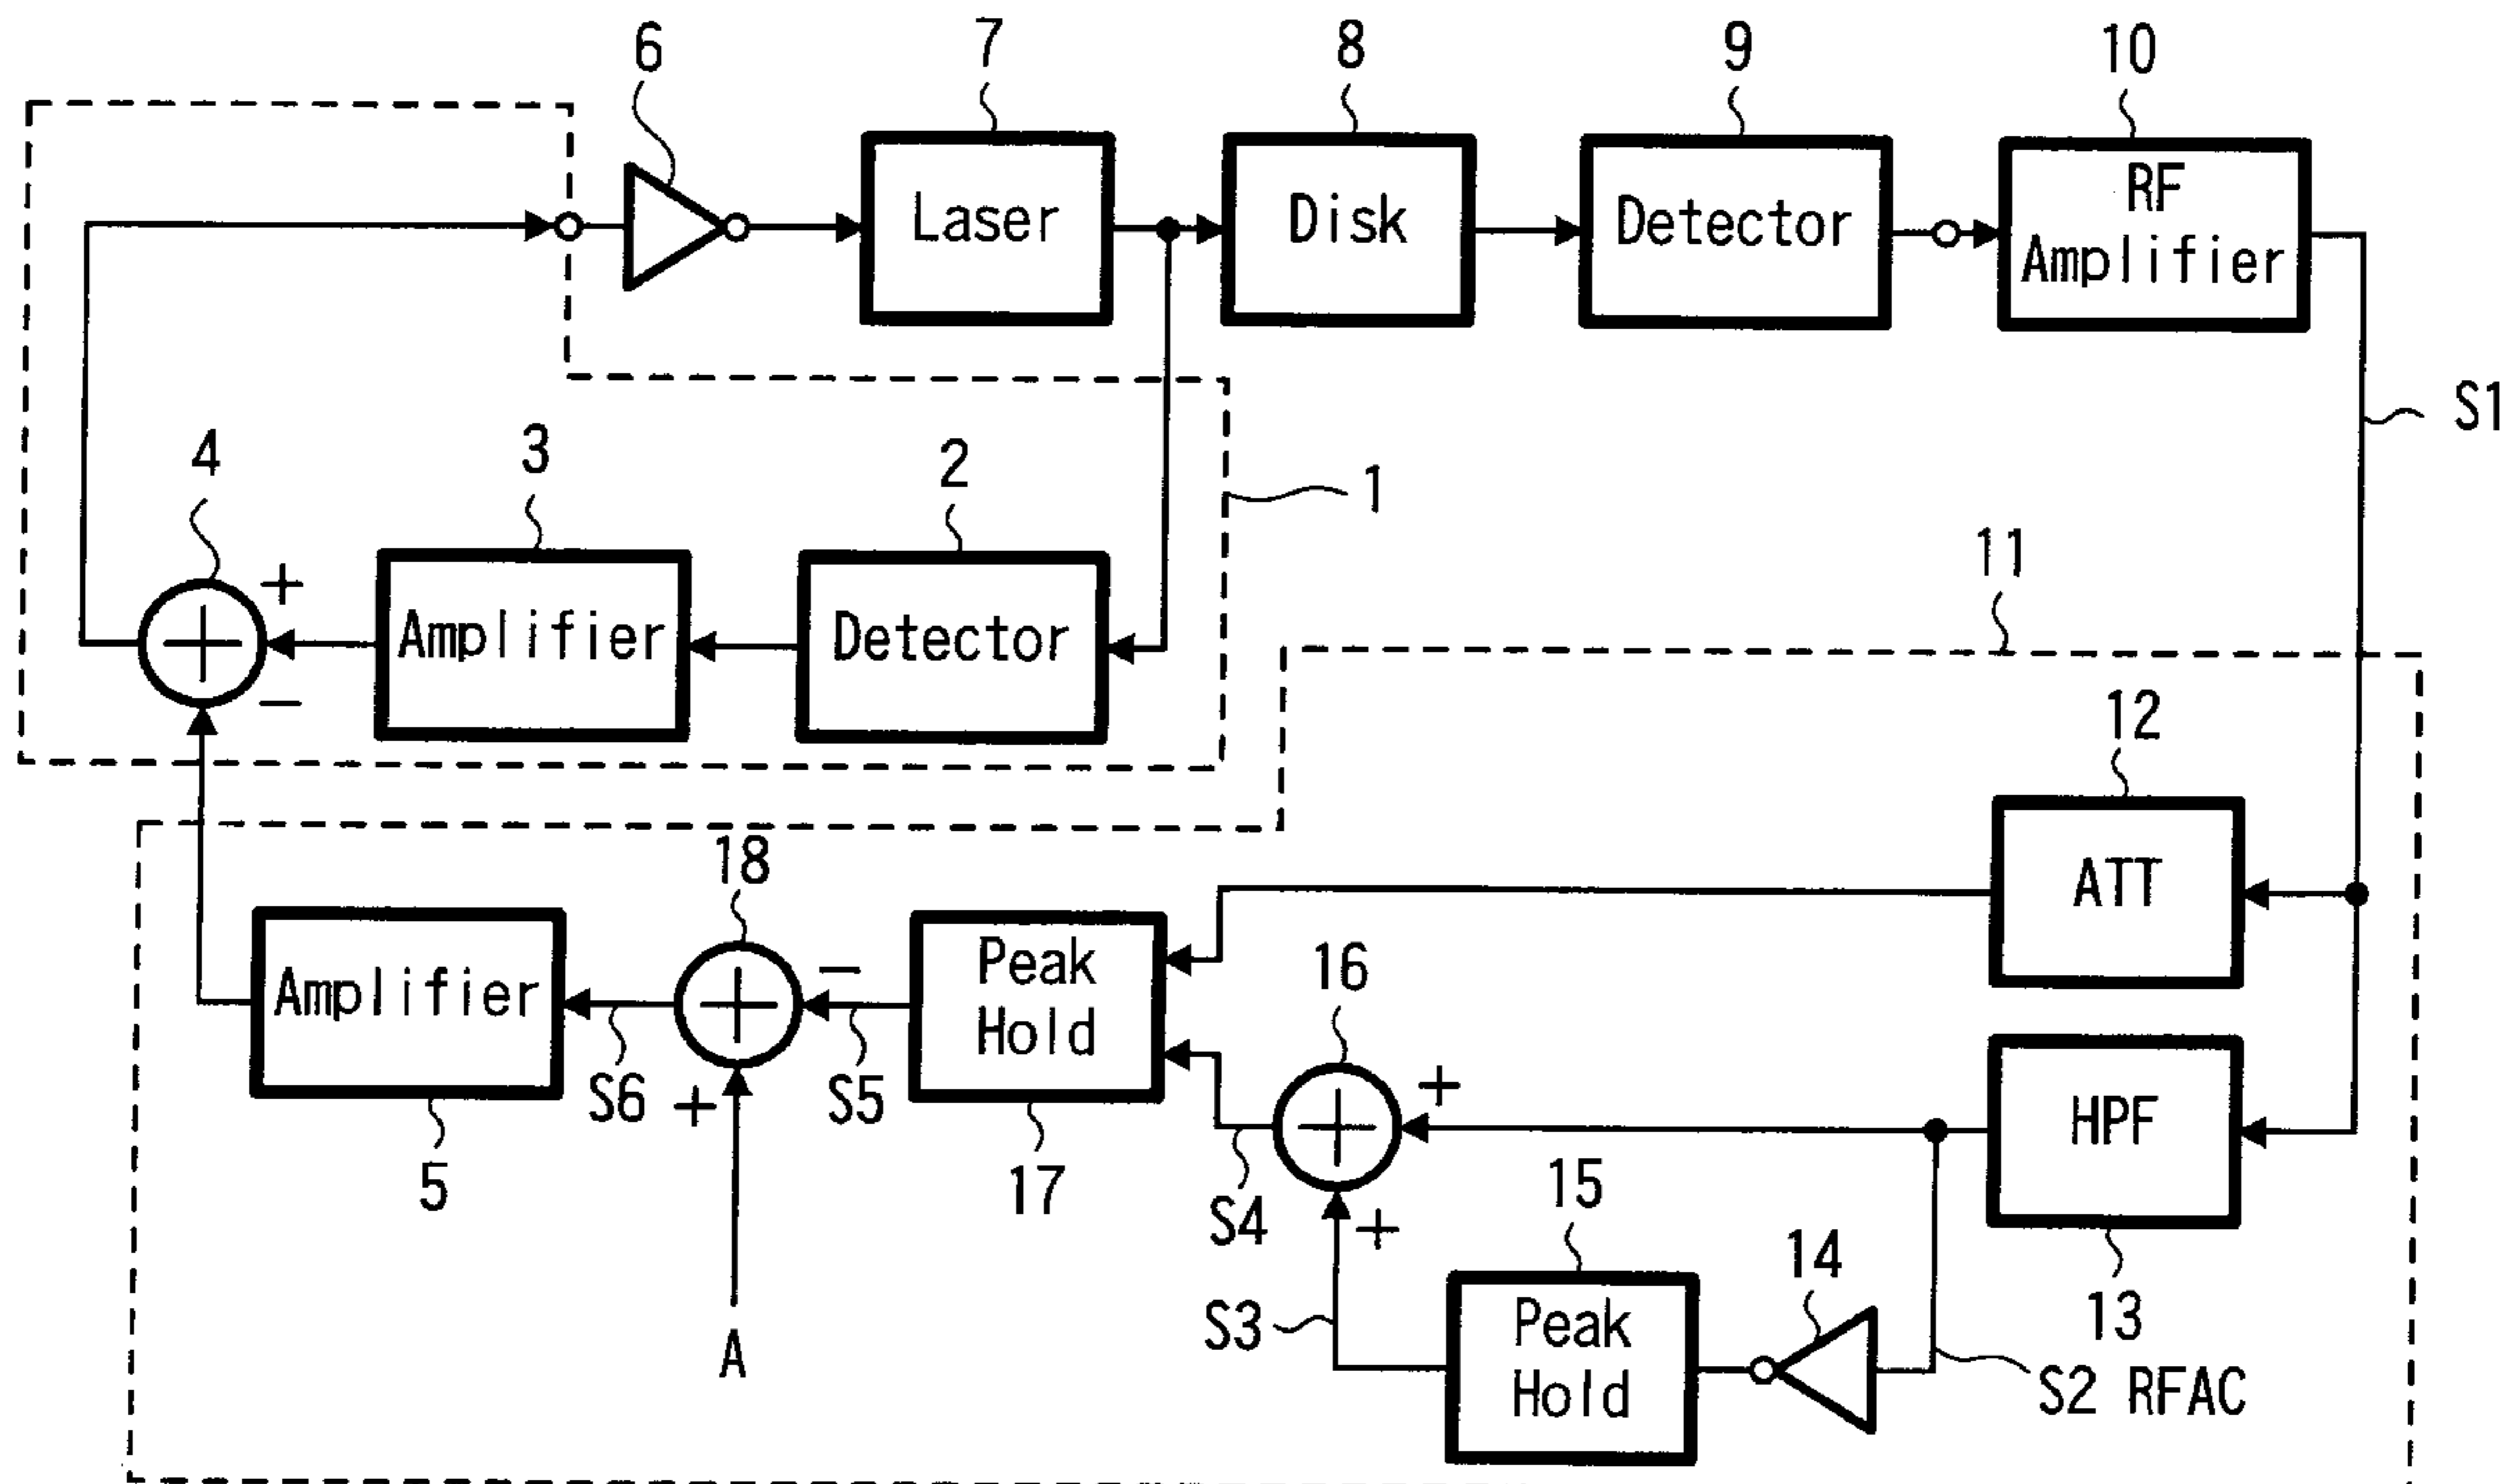 6
7
8
9
10
Laser
Disk
Detector
RF
Amplifier
S1
4
3
2
1
+
Amplifier
Detector
−
11
12
ATT
18
Amplifier
−
Peak
Hold
16
+
S6
+
S5
5
17
HPF
S4
+
15
14
13
S3
Peak
Hold
A
S2 RFAC